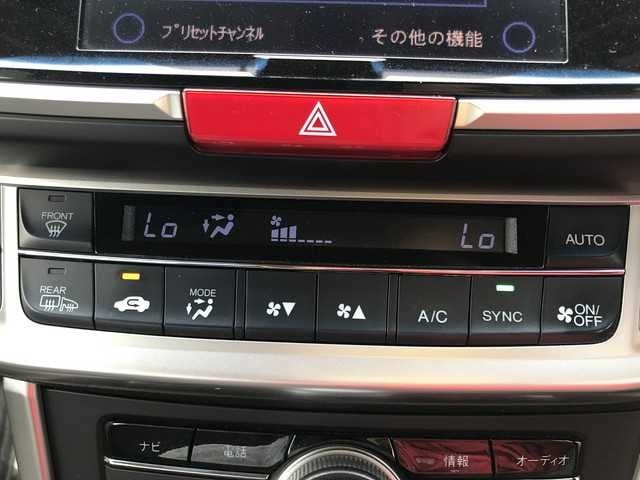 プリセットチャンネル
その他の機能
FRONT
Lo
Lo
AUTO
REAR
MODE
A/C
SYNC
ON/OFF
ナビ
電話
情報
オーディオ